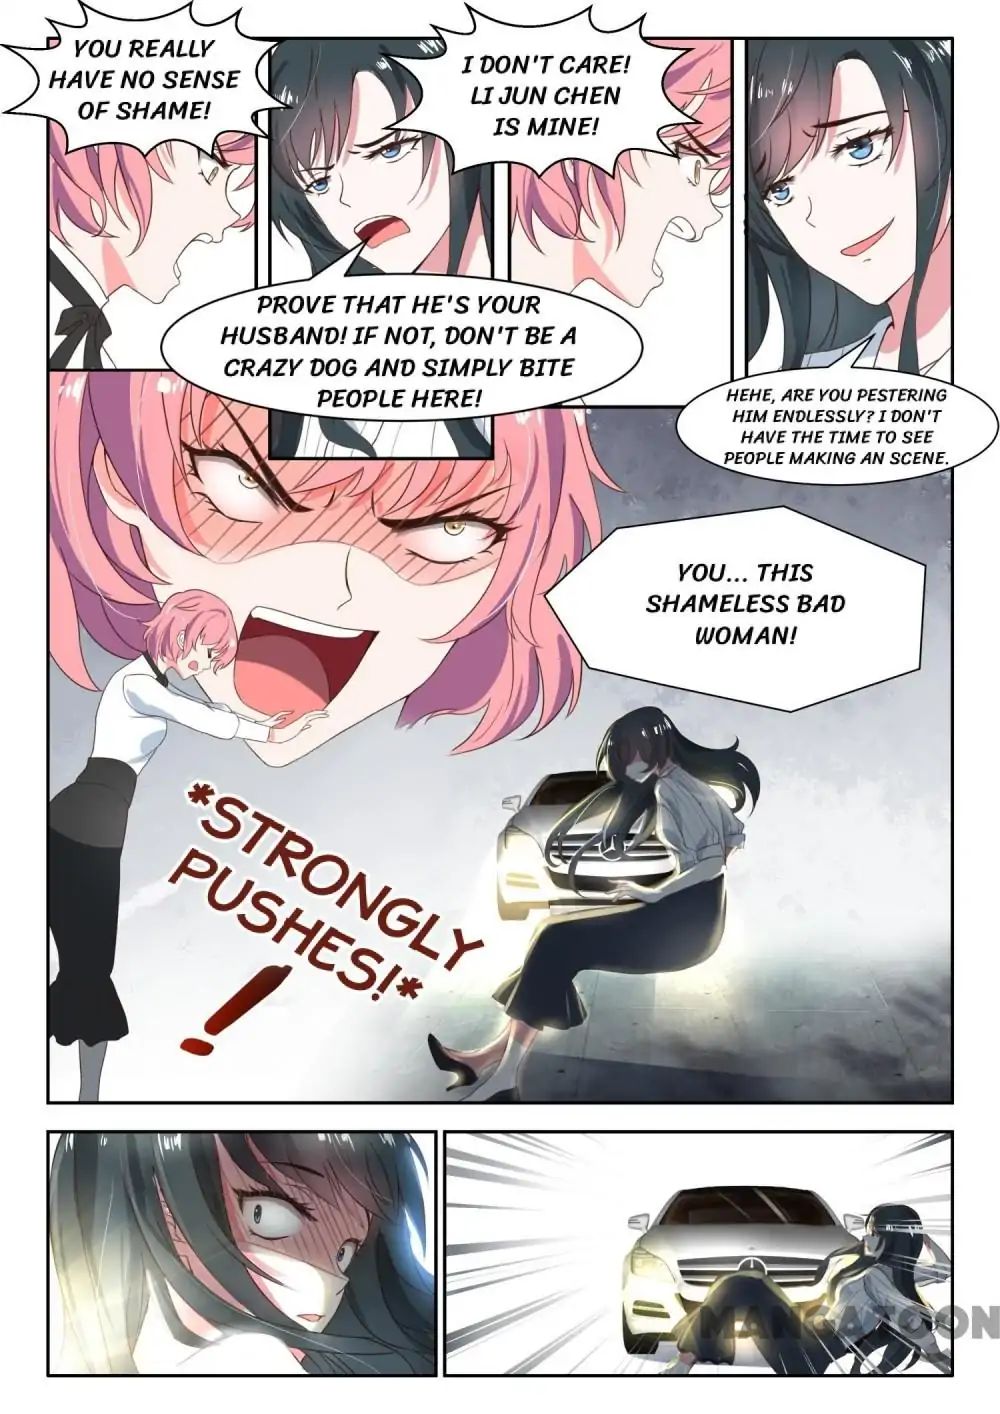 YOU REALLY
HAVE NO SENSE
OF SHAME!
PROVE THAT HE'S YOUR
HUSBAND! IF NOT, DON'T BE A
CRAZY DOG AND SIMPLY BITE
PEOPLE HERE!
I DON'T CARE!
LI JUN CHEN
IS MINE!
HEHE, ARE YOU PESTERING
HIM ENDLESSLY? I DON'T
HAVE THE TIME TO SEE
PEOPLE MAKING AN SCENE.
YOU... THIS
SHAMELESS BAD
WOMAN!
*STRONGLY
PUSHES!*
!
MANGATOON